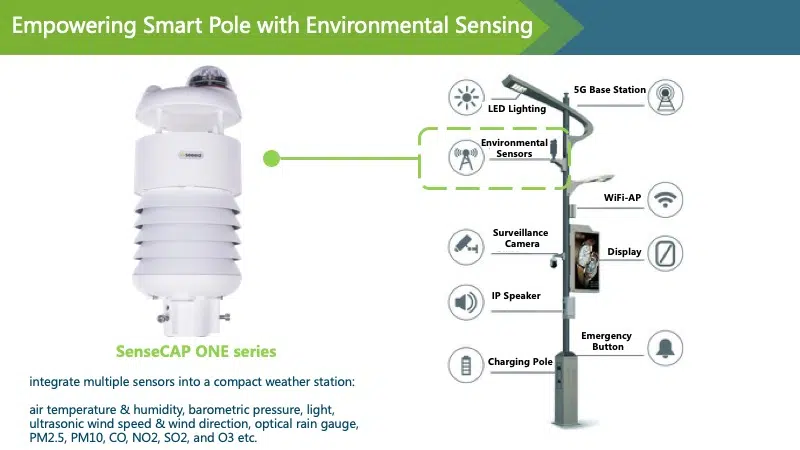 Empowering Smart Pole with Environmental Sensing
seeed
SenseCAP ONE series
integrate multiple sensors into a compact weather station:
air temperature & humidity, barometric pressure, light,
ultrasonic wind speed & wind direction, optical rain gauge,
PM2.5, PM10, CO, NO2, SO2, and O3 etc.
LED Lighting
5G Base Station
Environmental
Sensors
WiFi-AP
Surveillance
Camera
Display
IP Speaker
Emergency
Button
Charging Pole